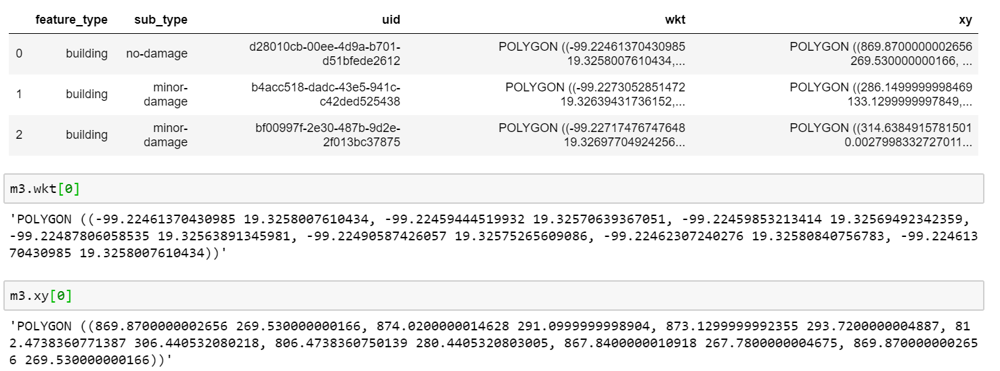 feature_type sub_type uid wkt xy
0 building no-damage d28010cb-00ee-4d9a-b701- POLYGON ((-99.22461370430985 POLYGON ((869.8700000002656
d51bfede2612 19.3258007610434,... 269.530000000166, ...
1 building minor- b4acc518-dadc-43e5-941c- POLYGON ((-99.2273052851472 POLYGON ((286.1499999998469
damage c42ded525438 19.32639431736152,... 133.1299999997849,...
2 building minor- bf00997f-2e30-487b-9d2e- POLYGON ((-99.22717476747648 POLYGON ((314.6384915781501
damage 2f013bc37875 19.32697704924256... 0.0027998332727011...
m3.wkt[0]
'POLYGON ((-99.22461370430985 19.3258007610434, -99.22459444519932 19.32570639367051, -99.22459853213414 19.32569492342359,
-99.22487806058535 19.32563891345981, -99.22490587426057 19.32575265609086, -99.22462307240276 19.32580840756783, -99.224613
70430985 19.3258007610434))'
m3.xy[0]
'POLYGON ((869.8700000002656 269.530000000166, 874.0200000014628 291.0999999998904, 873.1299999992355 293.7200000004887, 81
2.4738360771387 306.440532080218, 806.4738360750139 280.4405320803005, 867.8400000010918 267.7800000004675, 869.870000000265
6 269.530000000166))'